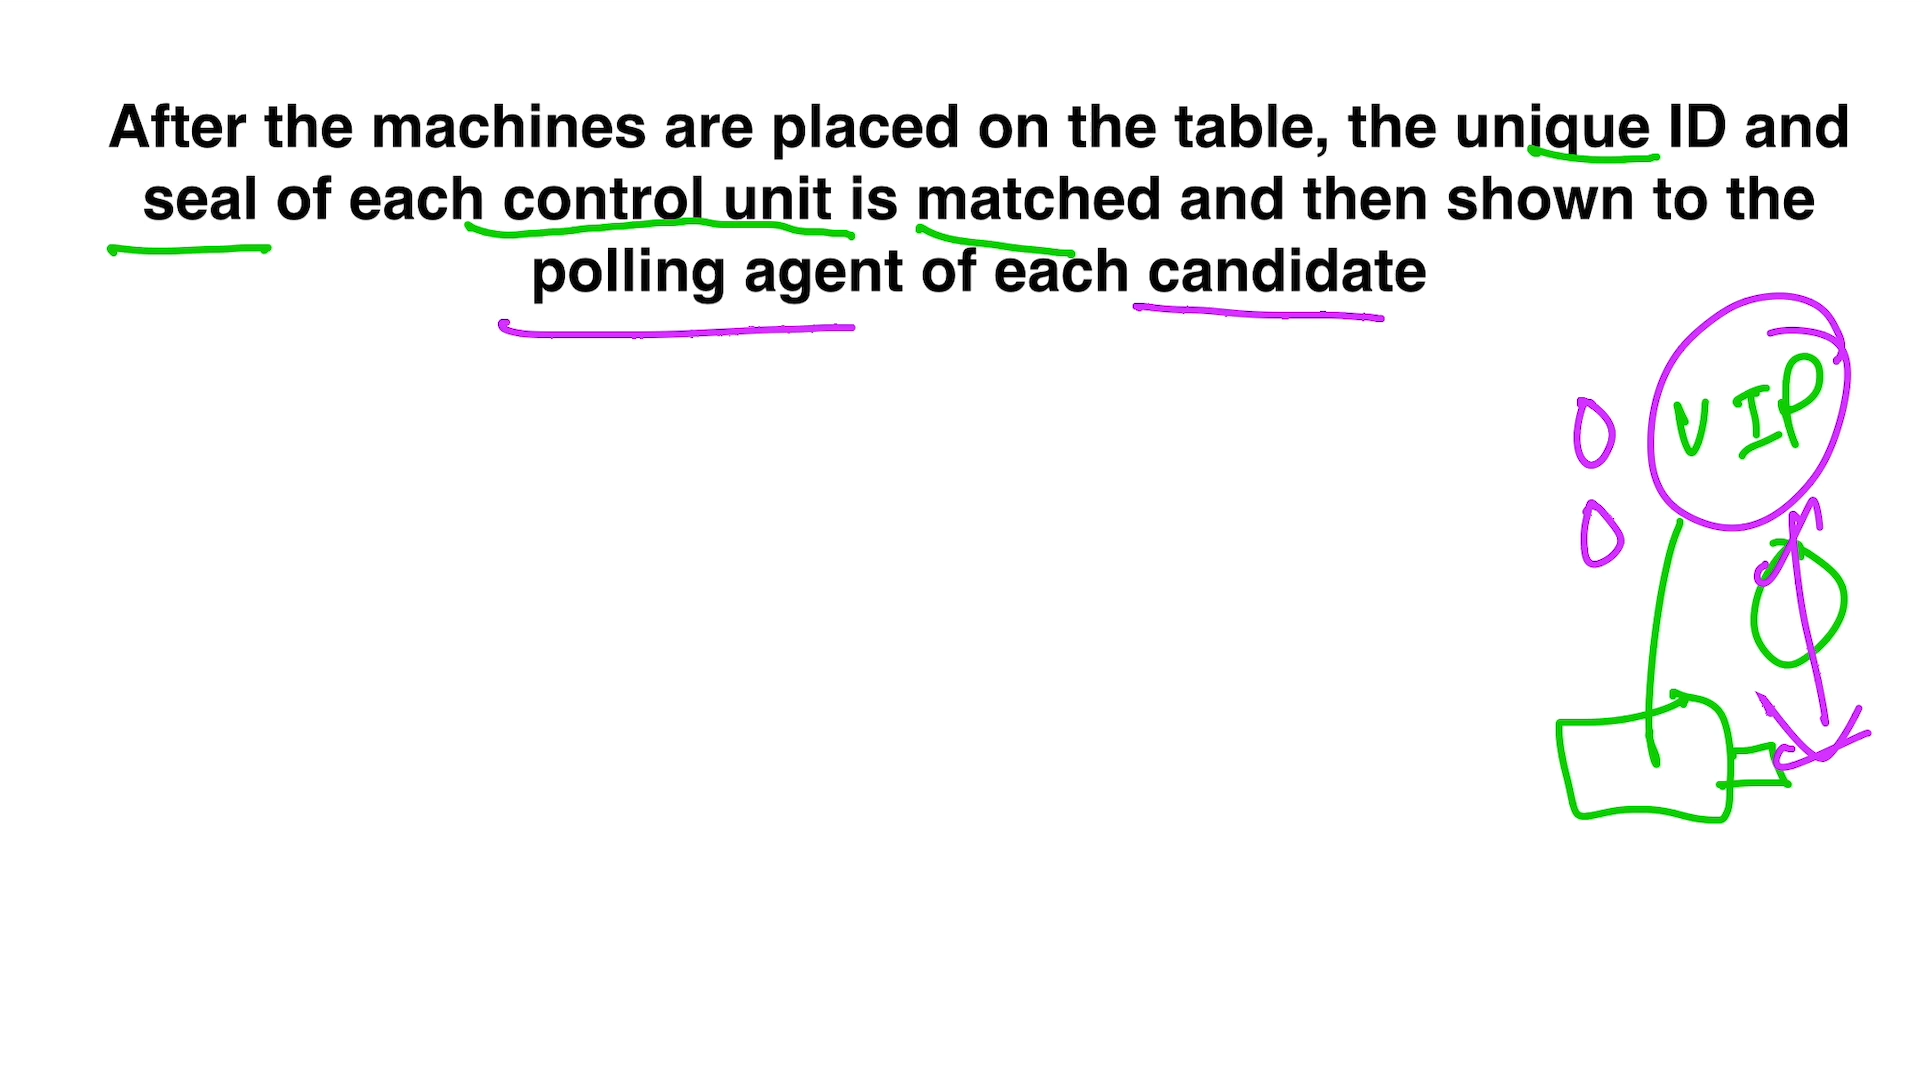 After the machines are placed on the table, the unique ID and
seal of each control unit is matched and then shown to the
polling agent of each candidate
VIP